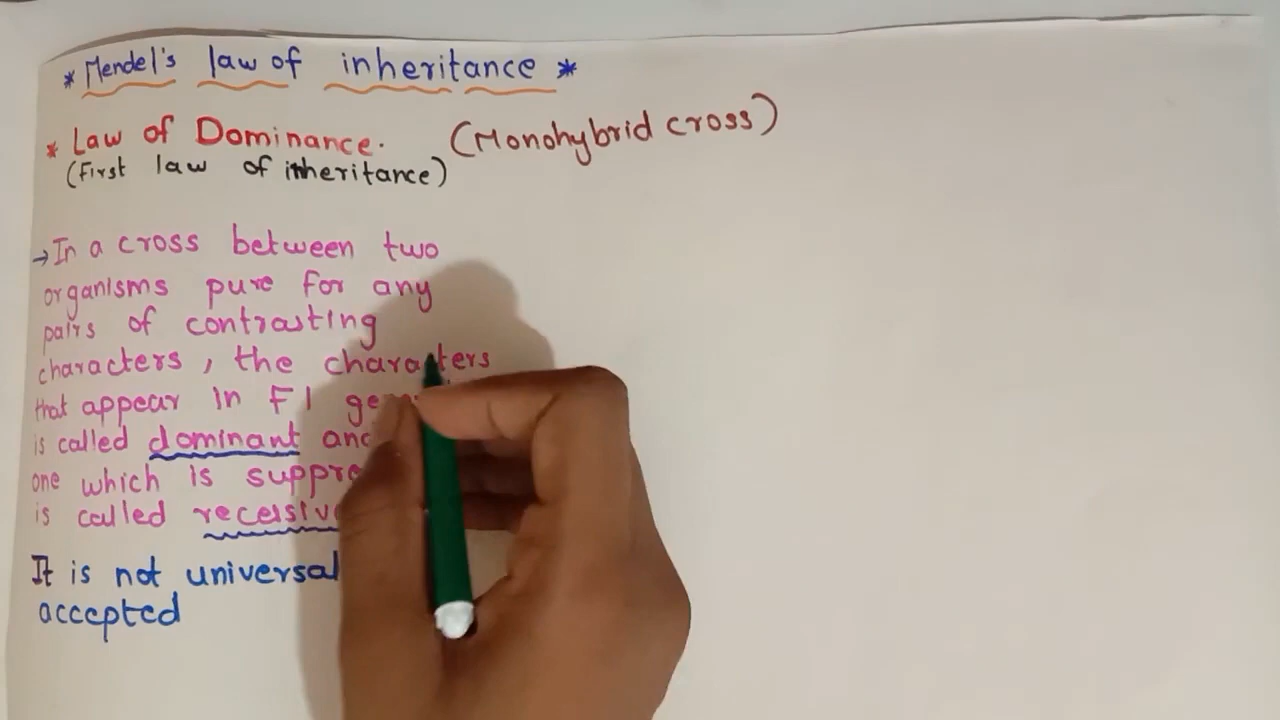 * Mendel's law of inheritance *
* Law of Dominance. (Monohybrid cross)
(First law of inheritance)
→ In a cross between two
organisms pure for any
pairs of contrasting
characters, the characters
that appear in F1
is called dominant
one which is
is called recessive
It is not universal
accepted